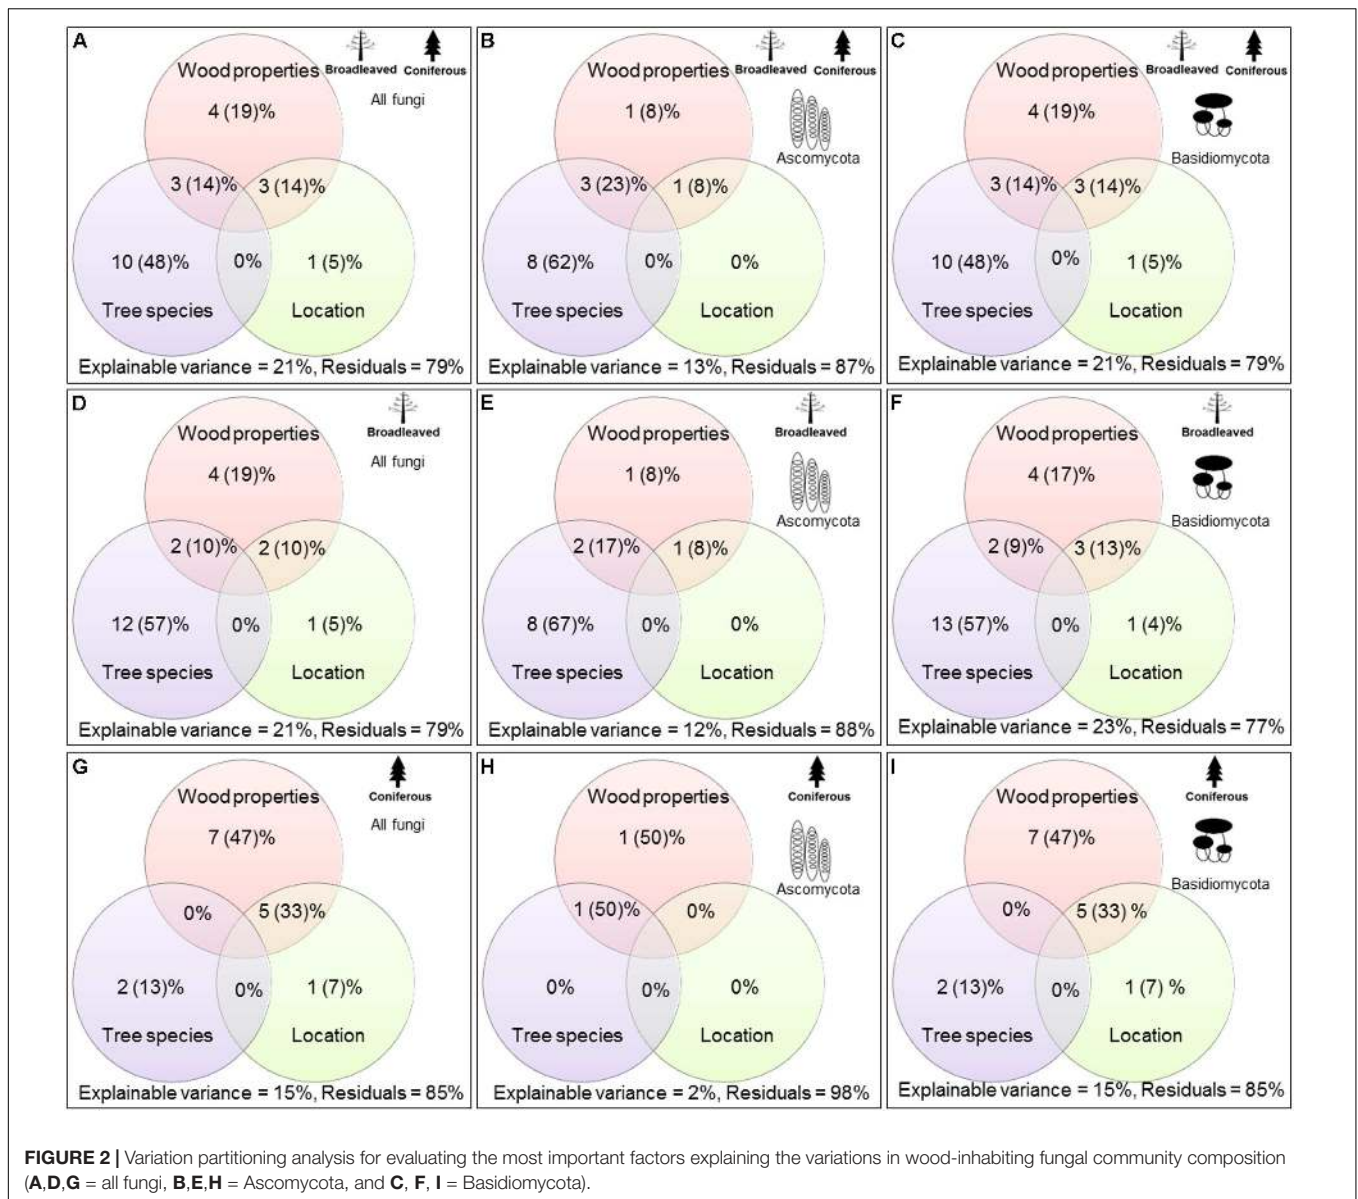 A
Wood properties
Broadleaved Coniferous
4 (19)%
All fungi
3 (14)% 3 (14)%
10 (48)% 0% 1 (5)%
Tree species Location
Explainable variance = 21%, Residuals = 79%
B
Wood properties
Broadleaved Coniferous
1 (8)%
Ascomycota
3 (23)% 1 (8)%
8 (62)% 0% 0%
Tree species Location
Explainable variance = 13%, Residuals = 87%
C
Wood properties
Broadleaved Coniferous
4 (19)%
Basidiomycota
3 (14)% 3 (14)%
10 (48)% 0% 1 (5)%
Tree species Location
Explainable variance = 21%, Residuals = 79%
D
Wood properties
Broadleaved
All fungi
4 (19)%
2 (10)% 2 (10)%
12 (57)% 0% 1 (5)%
Tree species Location
Explainable variance = 21%, Residuals = 79%
E
Wood properties
Broadleaved
1 (8)%
Ascomycota
2 (17)% 1 (8)%
8 (67)% 0% 0%
Tree species Location
Explainable variance = 12%, Residuals = 88%
F
Wood properties
Broadleaved
4 (17)%
Basidiomycota
2 (9)% 3 (13)%
13 (57)% 0% 1 (4)%
Tree species Location
Explainable variance = 23%, Residuals = 77%
G
Wood properties
Coniferous
All fungi
7 (47)%
0% 5 (33)%
2 (13)% 0% 1 (7)%
Tree species Location
Explainable variance = 15%, Residuals = 85%
H
Wood properties
Coniferous
1 (50)%
Ascomycota
1 (50)% 0%
0% 0% 0%
Tree species Location
Explainable variance = 2%, Residuals = 98%
I
Wood properties
Coniferous
7 (47)%
Basidiomycota
0% 5 (33) %
2 (13)% 0% 1 (7) %
Tree species Location
Explainable variance = 15%, Residuals = 85%
FIGURE 2 | Variation partitioning analysis for evaluating the most important factors explaining the variations in wood-inhabiting fungal community composition
(A,D,G = all fungi, B,E,H = Ascomycota, and C, F, I = Basidiomycota).